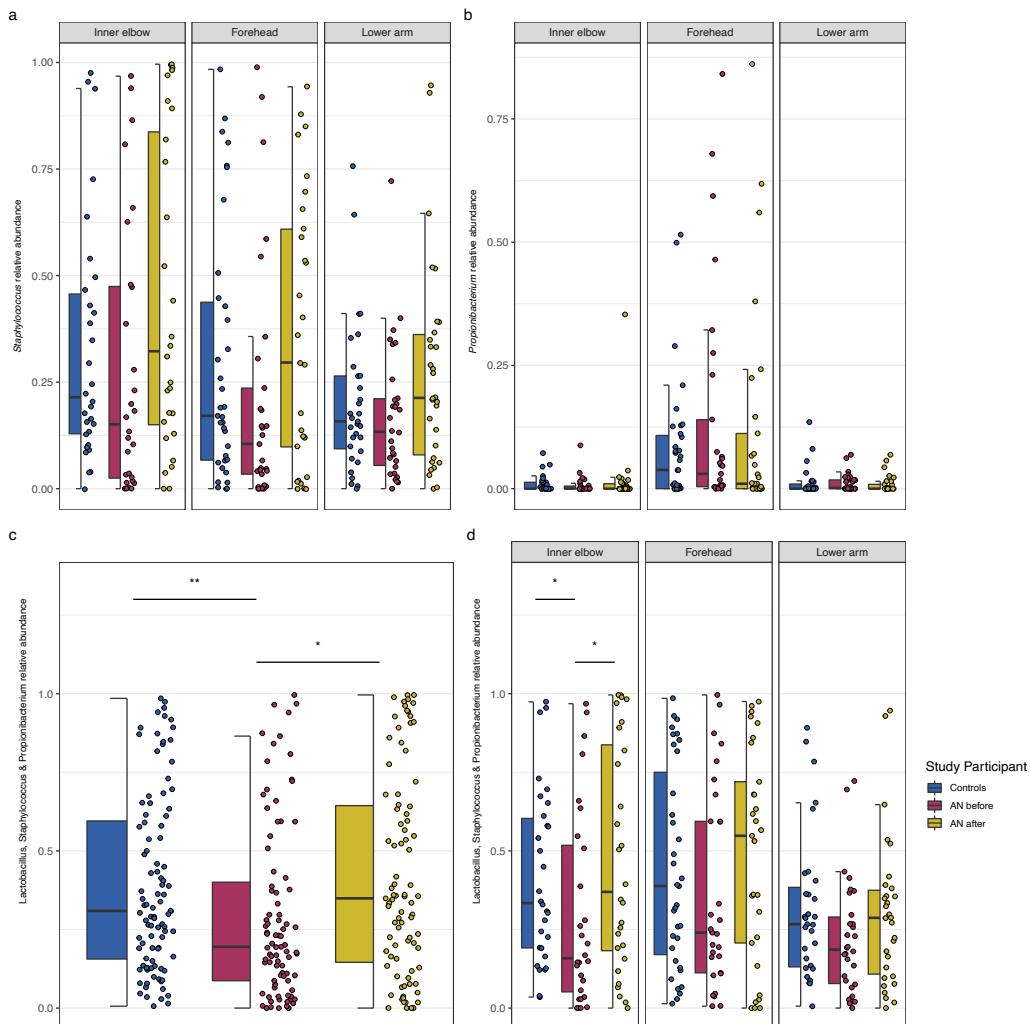 a
Inner elbow
Forehead
Lower arm
Staphylococcus relative abundance
1.00
0.75
0.50
0.25
0.00
b
Inner elbow
Forehead
Lower arm
Propionibacterium relative abundance
0.75
0.50
0.25
0.00
c
Lactobacillus, Staphylococcus & Propionibacterium relative abundance
**
*
1.0
0.5
0.0
d
Inner elbow
Forehead
Lower arm
Lactobacillus, Staphylococcus & Propionibacterium relative abundance
*
*
1.0
0.5
0.0
Study Participant
Controls
AN before
AN after